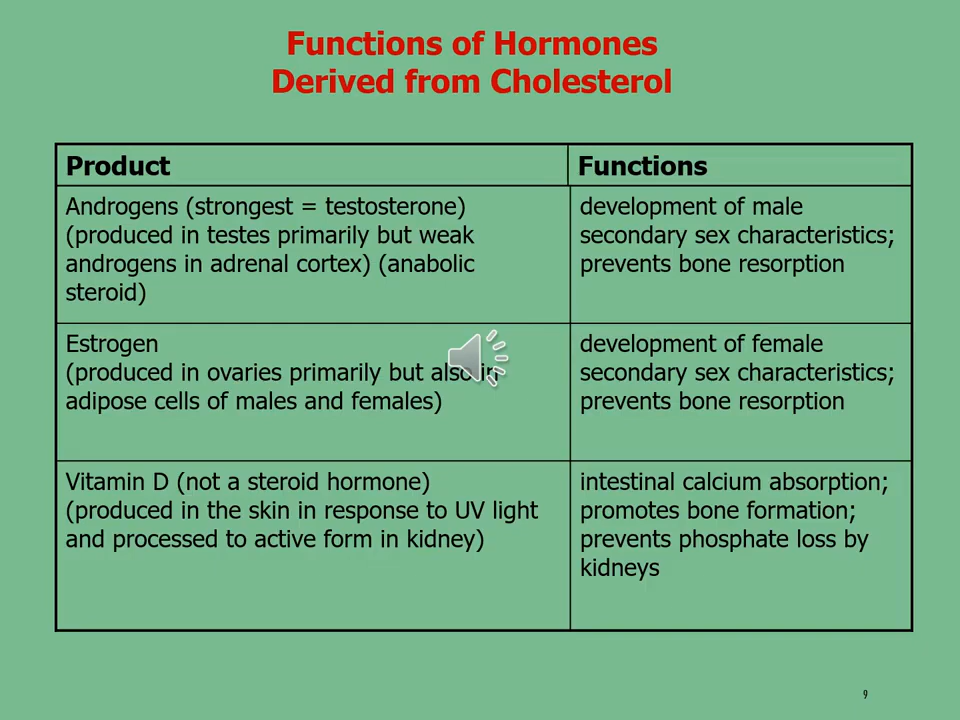 Functions of Hormones
Derived from Cholesterol
Product
Functions
Androgens (strongest = testosterone)
(produced in testes primarily but weak
androgens in adrenal cortex) (anabolic
steroid)
development of male
secondary sex characteristics;
prevents bone resorption
Estrogen
(produced in ovaries primarily but also in
adipose cells of males and females)
development of female
secondary sex characteristics;
prevents bone resorption
Vitamin D (not a steroid hormone)
(produced in the skin in response to UV light
and processed to active form in kidney)
intestinal calcium absorption;
promotes bone formation;
prevents phosphate loss by
kidneys
9